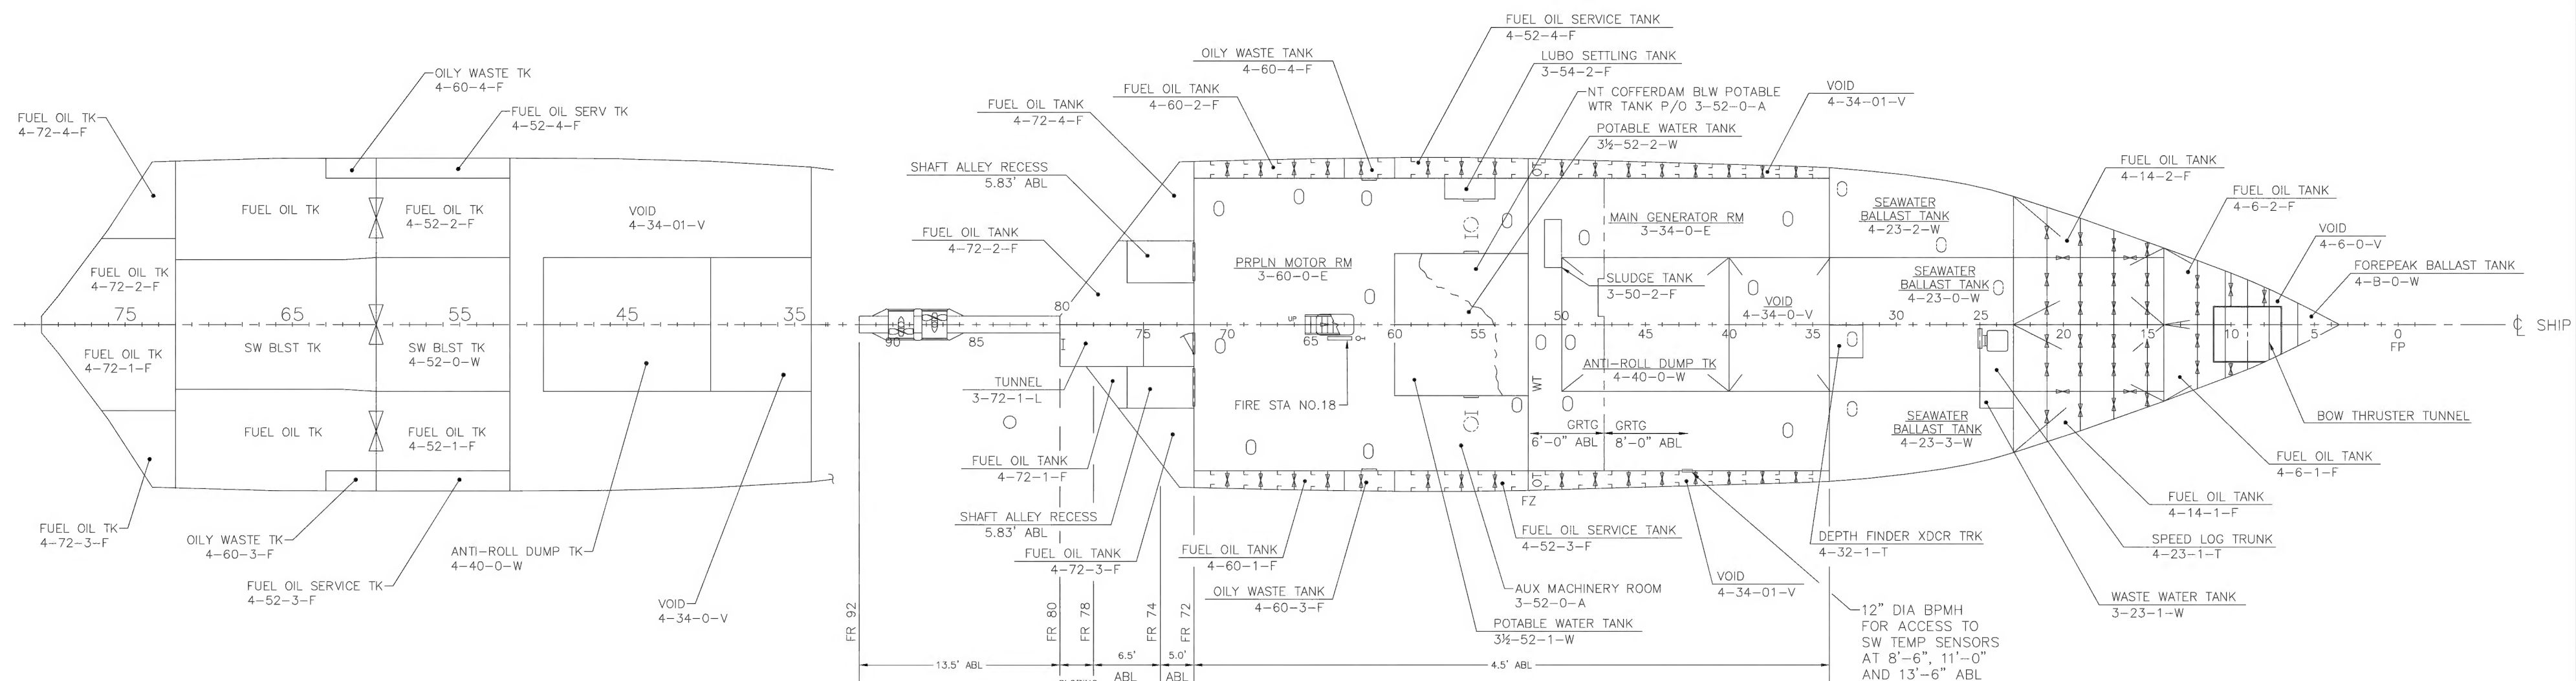 FUEL OIL TK
4-72-4-F
OILY WASTE TK
4-60-4-F
FUEL OIL SERV TK
4-52-4-F
FUEL OIL TK
FUEL OIL TK
4-52-2-F
VOID
4-34-01-V
FUEL OIL TK
4-72-2-F
75
65
55
45
35
FUEL OIL TK
4-72-1-F
SW BLST TK
SW BLST TK
4-52-0-W
FUEL OIL TK
FUEL OIL TK
4-52-1-F
FUEL OIL TK
4-72-3-F
OILY WASTE TK
4-60-3-F
FUEL OIL SERVICE TK
4-52-3-F
ANTI-ROLL DUMP TK
4-40-0-W
VOID
4-34-0-V
FUEL OIL SERVICE TANK
4-52-4-F
OILY WASTE TANK
4-60-4-F
LUBO SETTLING TANK
3-54-2-F
FUEL OIL TANK
4-60-2-F
NT COFFERDAM BLW POTABLE
WTR TANK P/O 3-52-0-A
VOID
4-34-01-V
FUEL OIL TANK
4-72-4-F
POTABLE WATER TANK
3½-52-2-W
SHAFT ALLEY RECESS
5.83' ABL
FUEL OIL TANK
4-14-2-F
FUEL OIL TANK
4-6-2-F
OT
FUEL OIL TANK
4-72-2-F
MAIN GENERATOR RM
3-34-0-E
SEAWATER
BALLAST TANK
4-23-2-W
VOID
4-6-0-V
PRPLN MOTOR RM
3-60-0-E
SLUDGE TANK
3-50-2-F
SEAWATER
BALLAST TANK
4-23-0-W
FOREPEAK BALLAST TANK
4-B-0-W
VOID
4-34-0-V
UP
90
85
80
75
70
65
60
55
50
45
40
35
30
25
20
15
10
5
0
FP
℄ SHIP
I
TUNNEL
3-72-1-L
WT
ANTI-ROLL DUMP TK
4-40-0-W
FIRE STA NO.18
GRTG
6'-0" ABL
GRTG
8'-0" ABL
SEAWATER
BALLAST TANK
4-23-3-W
BOW THRUSTER TUNNEL
FUEL OIL TANK
4-72-1-F
FUEL OIL TANK
4-6-1-F
OT
FZ
SHAFT ALLEY RECESS
5.83' ABL
FUEL OIL TANK
4-14-1-F
FUEL OIL TANK
4-72-3-F
FUEL OIL TANK
4-60-1-F
FUEL OIL SERVICE TANK
4-52-3-F
DEPTH FINDER XDCR TRK
4-32-1-T
SPEED LOG TRUNK
4-23-1-T
OILY WASTE TANK
4-60-3-F
AUX MACHINERY ROOM
3-52-0-A
VOID
4-34-01-V
WASTE WATER TANK
3-23-1-W
POTABLE WATER TANK
3½-52-1-W
12" DIA BPMH
FOR ACCESS TO
SW TEMP SENSORS
AT 8'-6", 11'-0"
AND 13'-6" ABL
FR 92
FR 80
FR 78
FR 74
FR 72
13.5' ABL
6.5'
ABL
5.0'
ABL
4.5' ABL